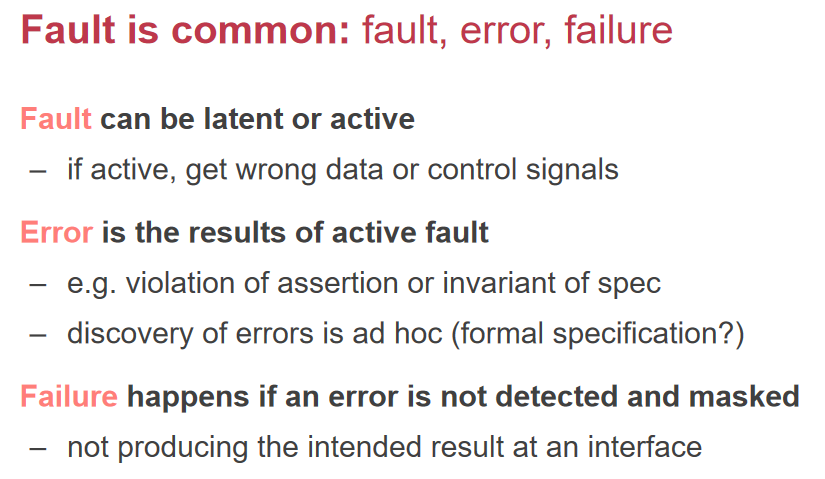 Fault is common: fault, error, failure
Fault can be latent or active
– if active, get wrong data or control signals
Error is the results of active fault
– e.g. violation of assertion or invariant of spec
– discovery of errors is ad hoc (formal specification?)
Failure happens if an error is not detected and masked
– not producing the intended result at an interface